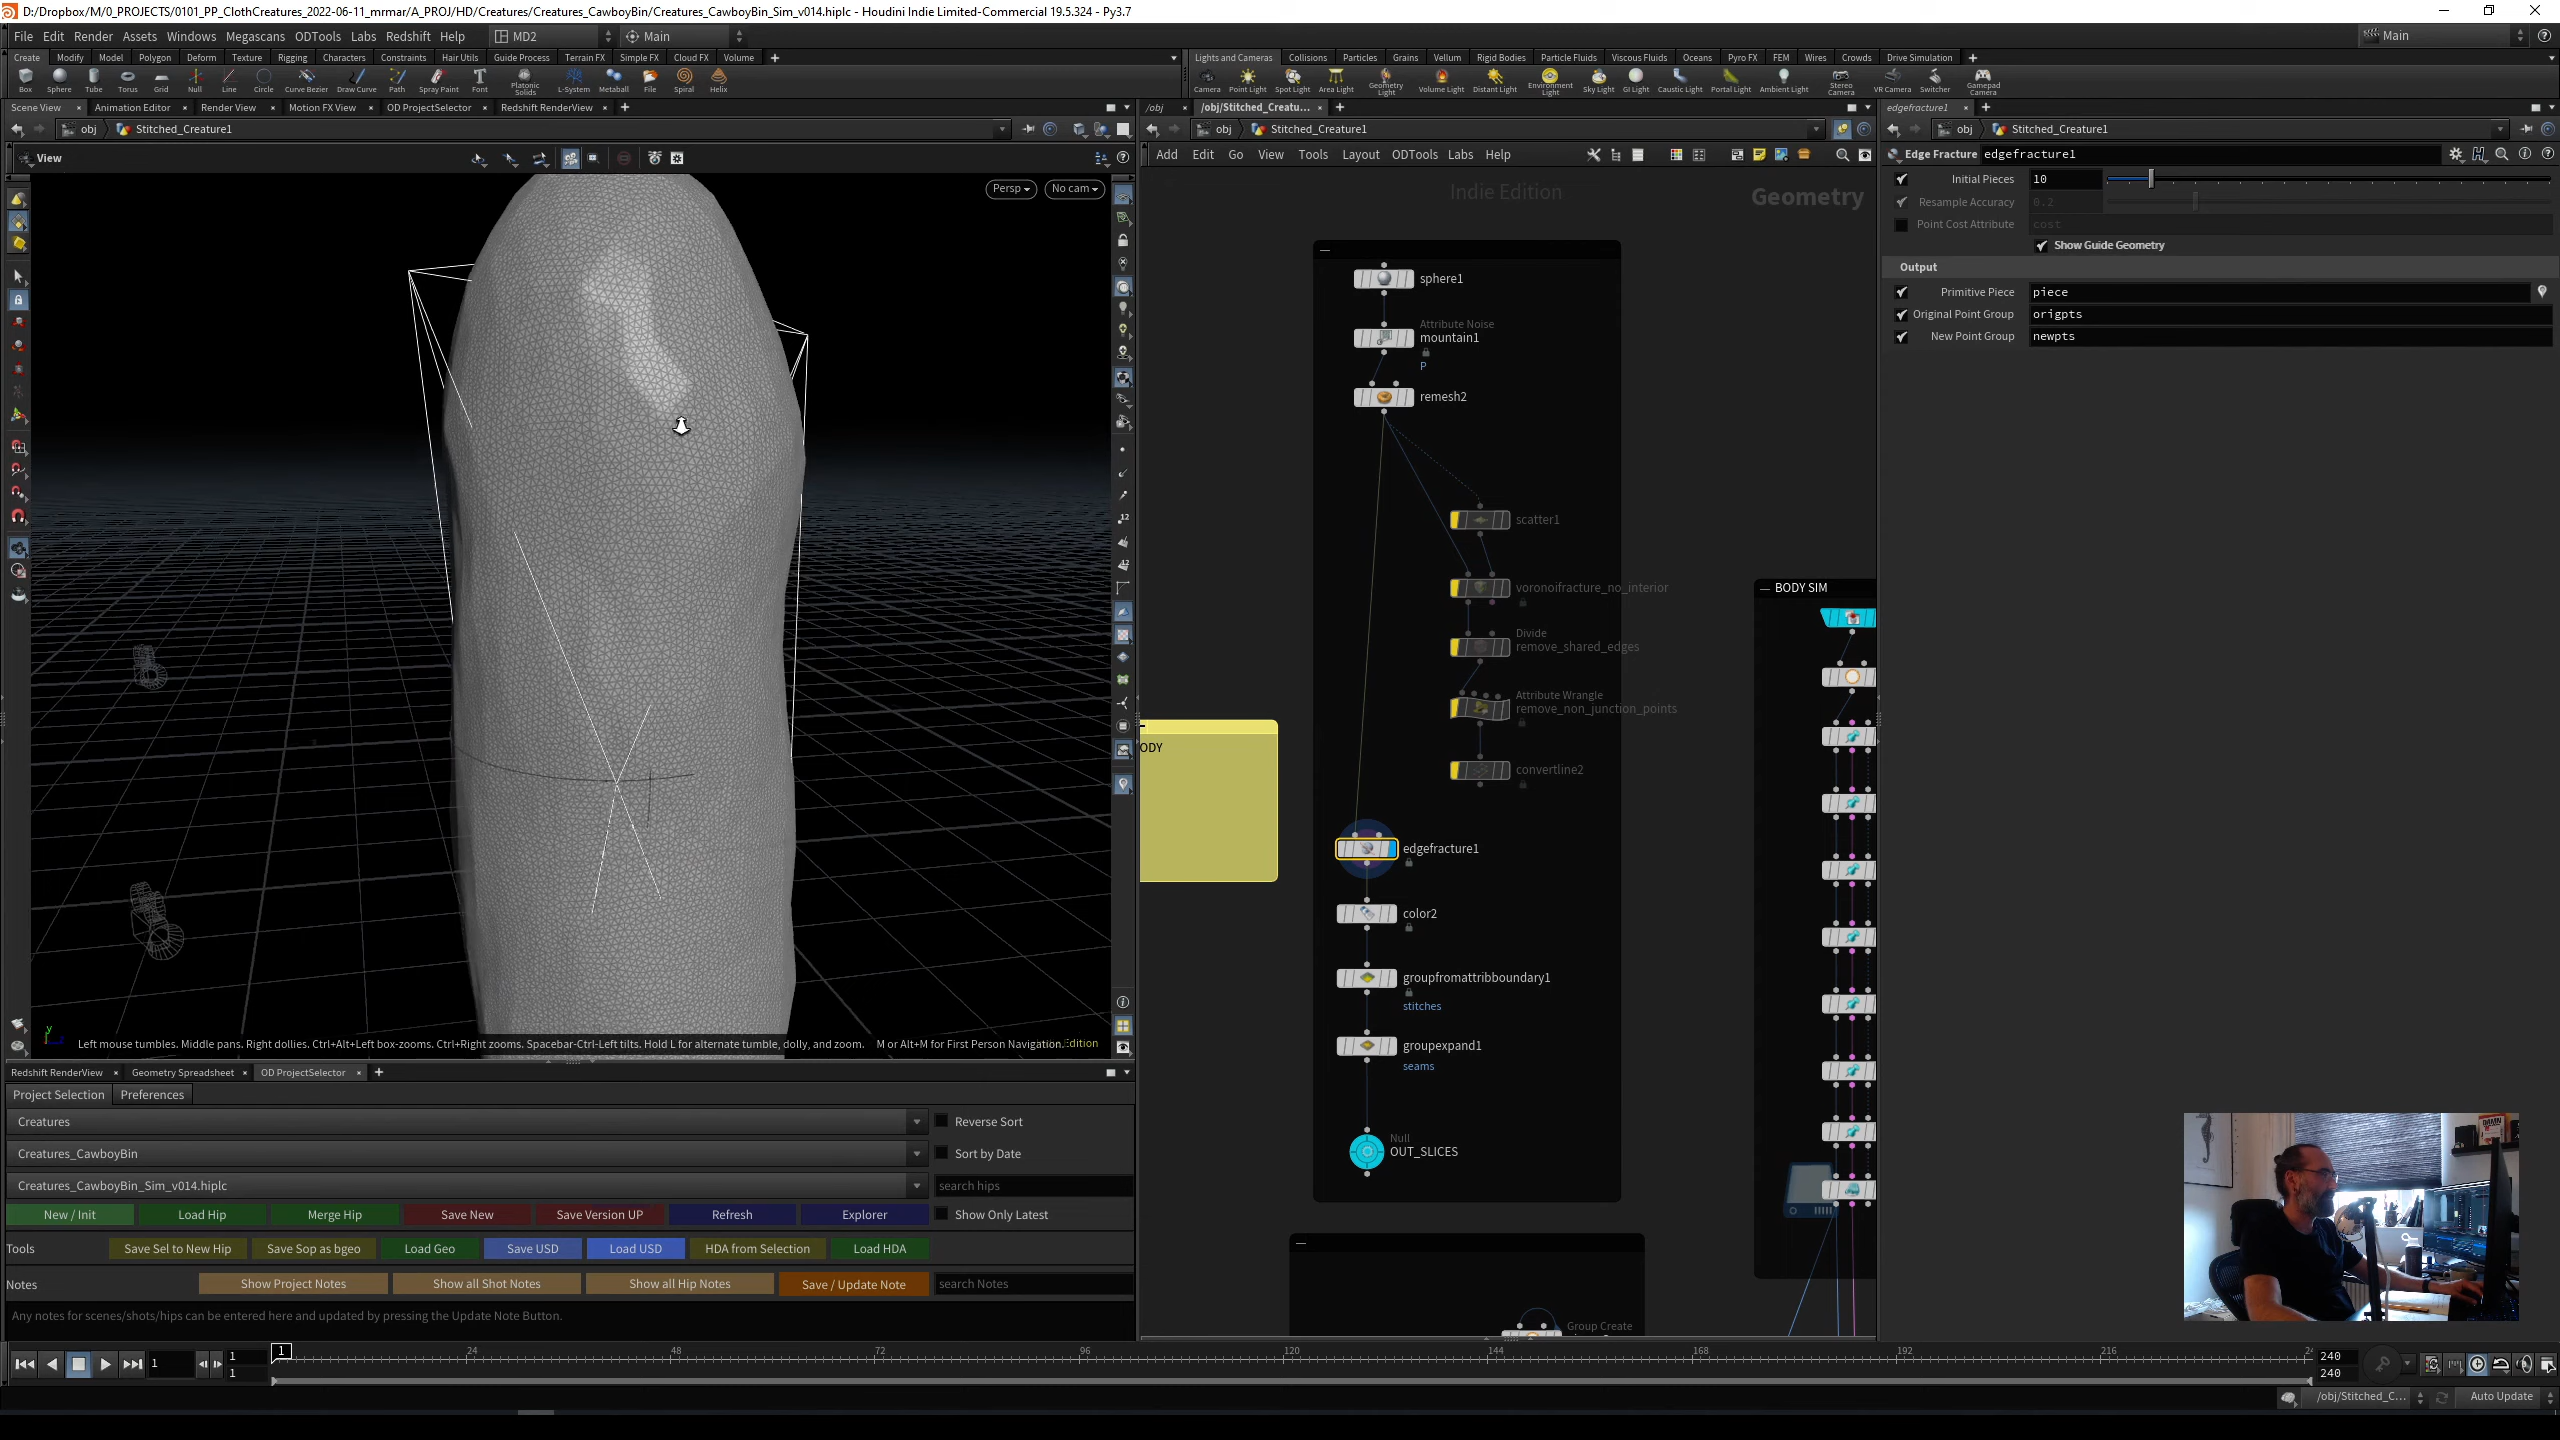 D:/Dropbox/M/0_PROJECTS/0101_PP_ClothCreatures_2022-06-11_mrmar/A_PROJ/HD/Creatures/Creatures_CawboyBin/Creatures_CawboyBin_Sim_v014.hiplc - Houdini Indie Limited-Commercial 19.5.324 - Py3.7
File Edit Render Assets Windows Megascans ODTools Labs Redshift Help MD2 Main Main
Create Modify Model Polygon Deform Texture Rigging Characters Constraints Hair Utils Guide Process Terrain FX Simple FX Cloud FX Volume
Lights and Cameras Collisions Particles Grains Vellum Rigid Bodies Particle Fluids Viscous Fluids Oceans Pyro FX FEM Wires Crowds Drive Simulation
Box Sphere Tube Torus Grid Null Line Circle Curve Bezier Draw Curve Path Spray Paint Font Platonic Solids L-System Metaball File Spiral Helix
Camera Point Light Spot Light Area Light Geometry Light Volume Light Distant Light Environment Light Sky Light GI Light Caustic Light Portal Light Ambient Light Stereo Camera VR Camera Switcher Gamepad Camera
Scene View Animation Editor Render View Motion FX View OD ProjectSelector Redshift RenderView
/obj /obj/Stitched_Creatu...
edgefracture1
obj Stitched_Creature1
obj Stitched_Creature1
obj Stitched_Creature1
View
Add Edit Go View Tools Layout ODTools Labs Help
Edge Fracture edgefracture1
Persp No cam
Indie Edition
Geometry
Initial Pieces 10
Resample Accuracy 0.2
Point Cost Attribute cost
Show Guide Geometry
Output
Primitive Piece piece
Original Point Group origpts
New Point Group newpts
sphere1
Attribute Noise
mountain1
P
remesh2
scatter1
voronoifracture_no_interior
Divide
remove_shared_edges
Attribute Wrangle
remove_non_junction_points
convertline2
ODY
BODY SIM
edgefracture1
color2
groupfromattribboundary1
stitches
groupexpand1
seams
Null
OUT_SLICES
Group Create
12
12
y
Left mouse tumbles. Middle pans. Right dollies. Ctrl+Alt+Left box-zooms. Ctrl+Right zooms. Spacebar-Ctrl-Left tilts. Hold L for alternate tumble, dolly, and zoom. M or Alt+M for First Person Navigation. Edition
Redshift RenderView Geometry Spreadsheet OD ProjectSelector
Project Selection Preferences
Creatures Reverse Sort
Creatures_CawboyBin Sort by Date
Creatures_CawboyBin_Sim_v014.hiplc search hips
New / Init Load Hip Merge Hip Save New Save Version UP Refresh Explorer Show Only Latest
Tools Save Sel to New Hip Save Sop as bgeo Load Geo Save USD Load USD HDA from Selection Load HDA
Notes Show Project Notes Show all Shot Notes Show all Hip Notes Save / Update Note search Notes
Any notes for scenes/shots/hips can be entered here and updated by pressing the Update Note Button.
1 1 1 1 24 48 72 96 120 144 168 192 216 240 240
/obj/Stitched_C... Auto Update